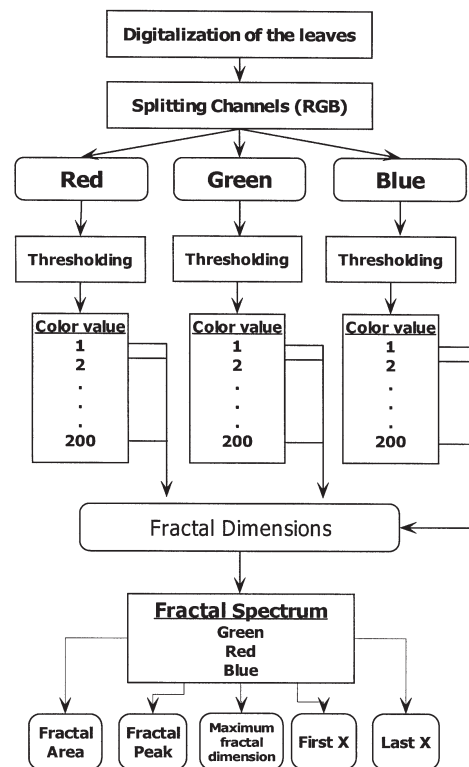 Digitalization of the leaves
Splitting Channels (RGB)
Red Green Blue
Thresholding Thresholding Thresholding
Color value Color value Color value
1 1 1
2 2 2
. . .
. . .
. . .
200 200 200
Fractal Dimensions
Fractal Spectrum
Green
Red
Blue
Fractal Area
Fractal Peak
Maximum fractal dimension
First X
Last X